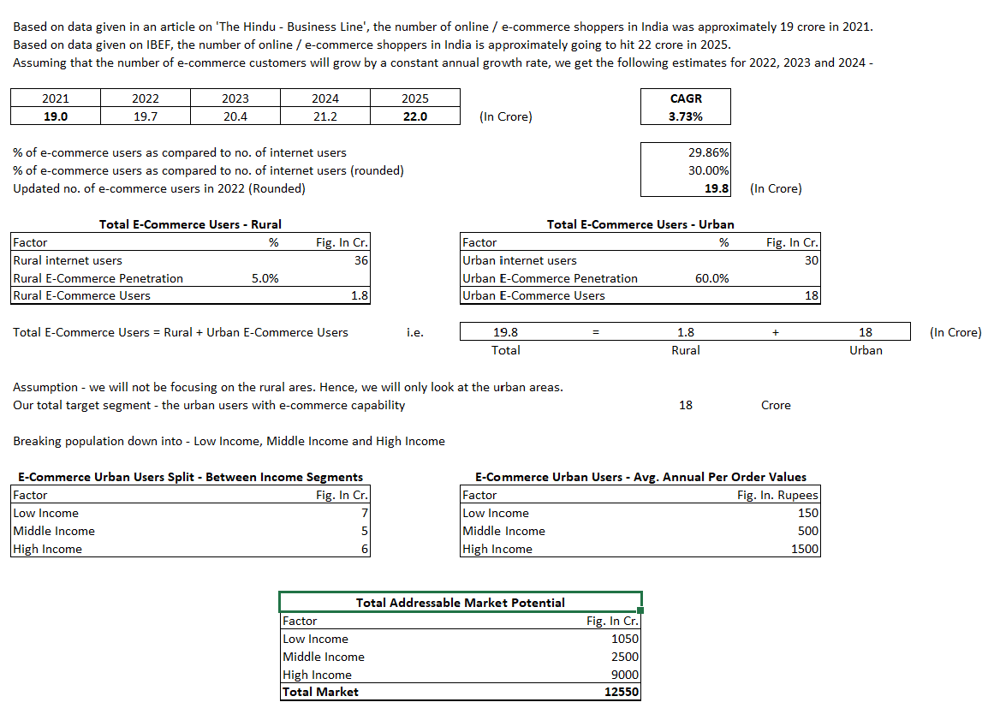 Based on data given in an article on 'The Hindu - Business Line', the number of online / e-commerce shoppers in India was approximately 19 crore in 2021.
Based on data given on IBEF, the number of online / e-commerce shoppers in India is approximately going to hit 22 crore in 2025.
Assuming that the number of e-commerce customers will grow by a constant annual growth rate, we get the following estimates for 2022, 2023 and 2024 -
2021 2022 2023 2024 2025 CAGR
19.0 19.7 20.4 21.2 22.0 (In Crore) 3.73%
% of e-commerce users as compared to no. of internet users 29.86%
% of e-commerce users as compared to no. of internet users (rounded) 30.00%
Updated no. of e-commerce users in 2022 (Rounded) 19.8 (In Crore)
Total E-Commerce Users - Rural
Factor % Fig. In Cr.
Rural internet users 36
Rural E-Commerce Penetration 5.0%
Rural E-Commerce Users 1.8
Total E-Commerce Users - Urban
Factor % Fig. In Cr.
Urban internet users 30
Urban E-Commerce Penetration 60.0%
Urban E-Commerce Users 18
Total E-Commerce Users = Rural + Urban E-Commerce Users i.e. 19.8 = 1.8 + 18 (In Crore)
Total Rural Urban
Assumption - we will not be focusing on the rural ares. Hence, we will only look at the urban areas.
Our total target segment - the urban users with e-commerce capability 18 Crore
Breaking population down into - Low Income, Middle Income and High Income
E-Commerce Urban Users Split - Between Income Segments
Factor Fig. In Cr.
Low Income 7
Middle Income 5
High Income 6
E-Commerce Urban Users - Avg. Annual Per Order Values
Factor Fig. In. Rupees
Low Income 150
Middle Income 500
High Income 1500
Total Addressable Market Potential
Factor Fig. In Cr.
Low Income 1050
Middle Income 2500
High Income 9000
Total Market 12550